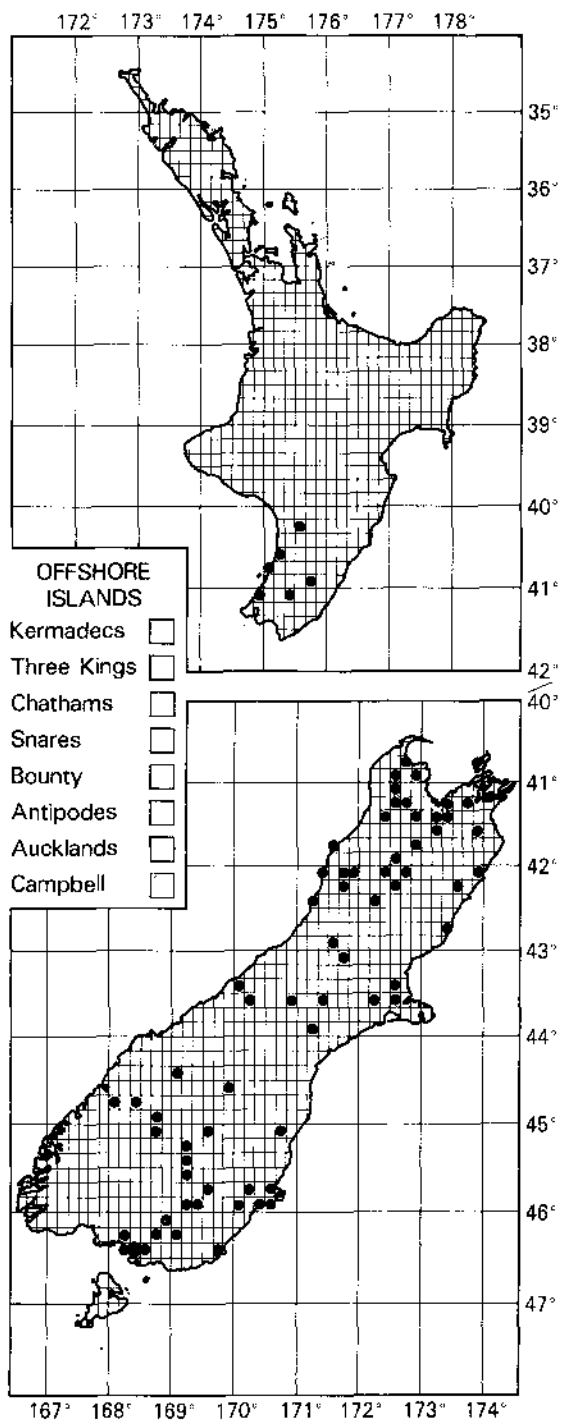 172° 173° 174° 175° 176° 177° 178°
35°
36°
37°
38°
39°
40°
41°
42°
OFFSHORE
ISLANDS
Kermadecs
Three Kings
Chathams
Snares
Bounty
Antipodes
Aucklands
Campbell
40°
41°
42°
43°
44°
45°
46°
47°
167° 168° 169° 170° 171° 172° 173° 174°